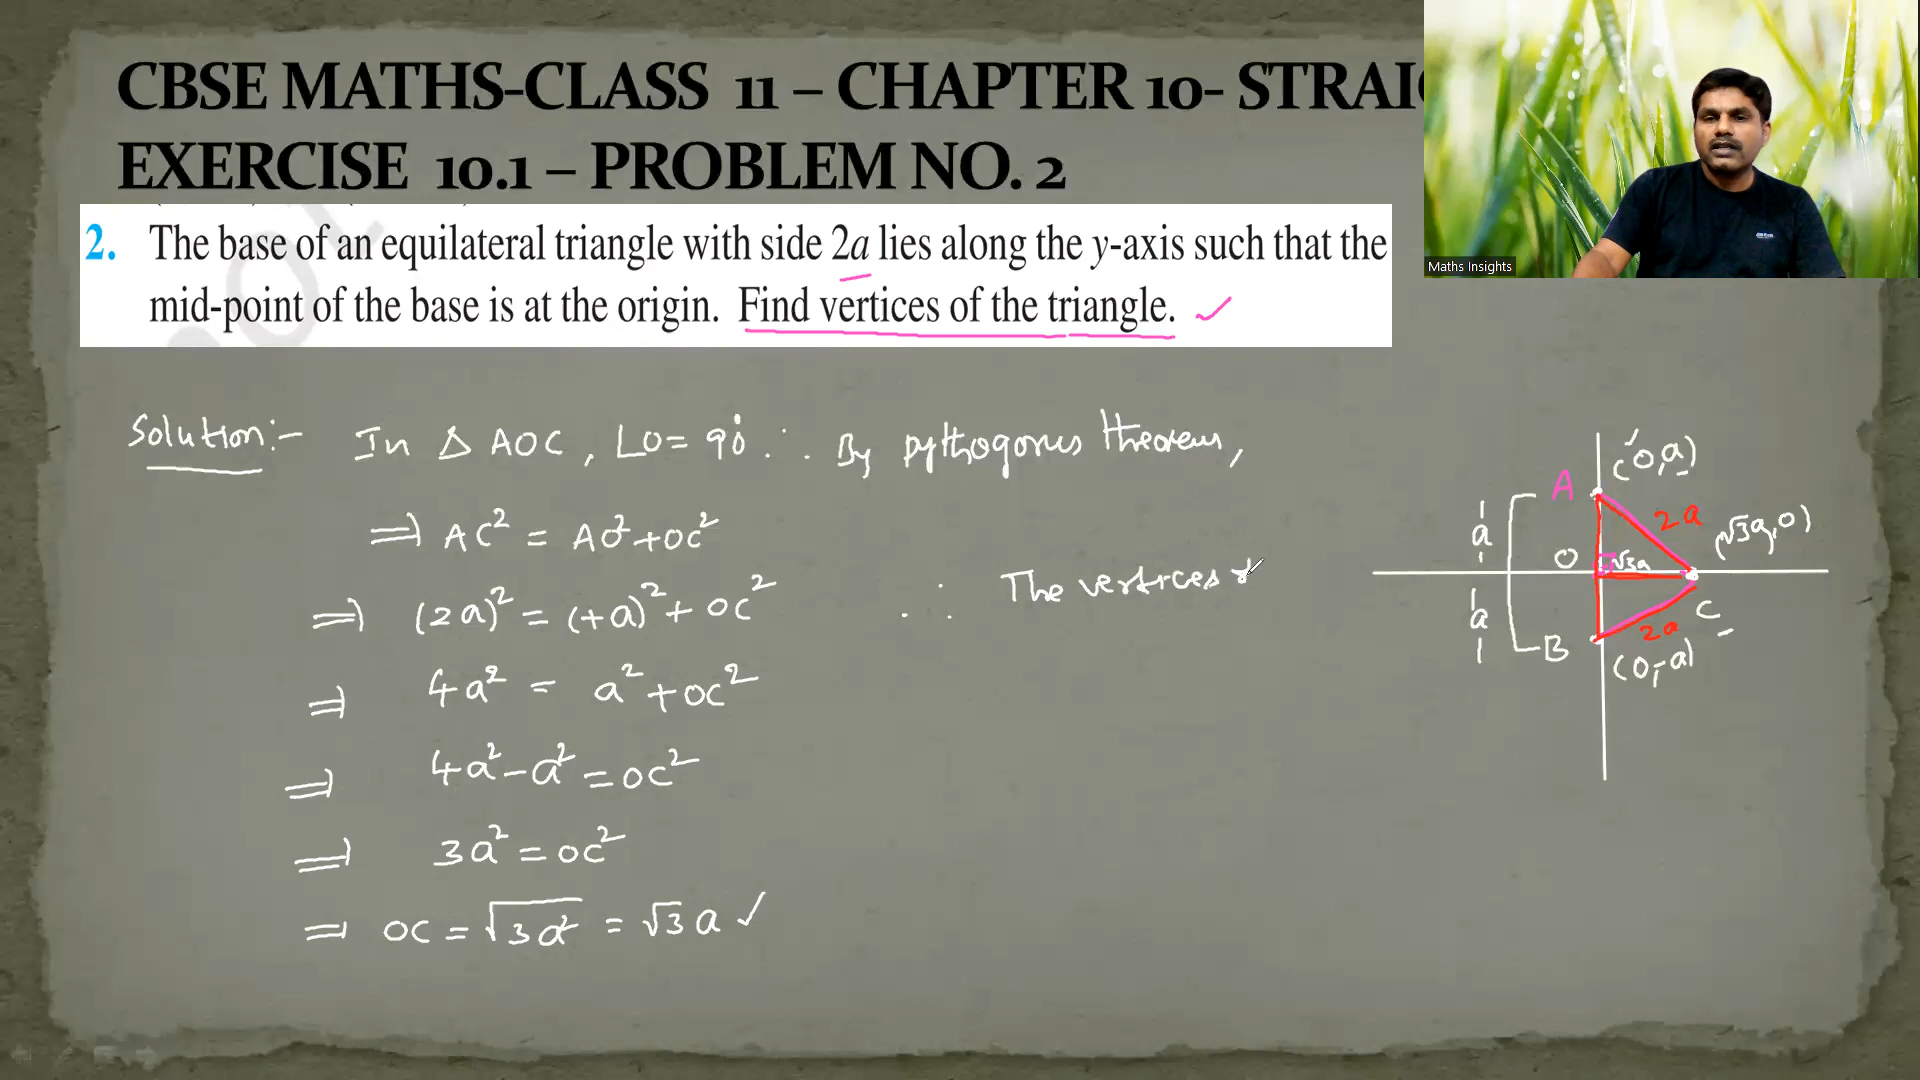 CBSE MATHS-CLASS 11 – CHAPTER 10- STRAIG
EXERCISE 10.1 – PROBLEM NO. 2
2. The base of an equilateral triangle with side 2a lies along the y-axis such that the
mid-point of the base is at the origin. Find vertices of the triangle.
Maths Insights
Solution:- In Δ AOC, ∠O = 90° ∴ By pythogorus theorem,
⇒ AC² = AO² + OC²
⇒ (2a)² = (+a)² + OC²
⇒ 4a² = a² + OC²
⇒ 4a² – a² = OC²
⇒ 3a² = OC²
⇒ OC = √3a² = √3 a ✓
∴ The vertices
A
(0,a)
2a
(√3a,0)
a
O
√3a
a
C
2a
B
(0,-a)